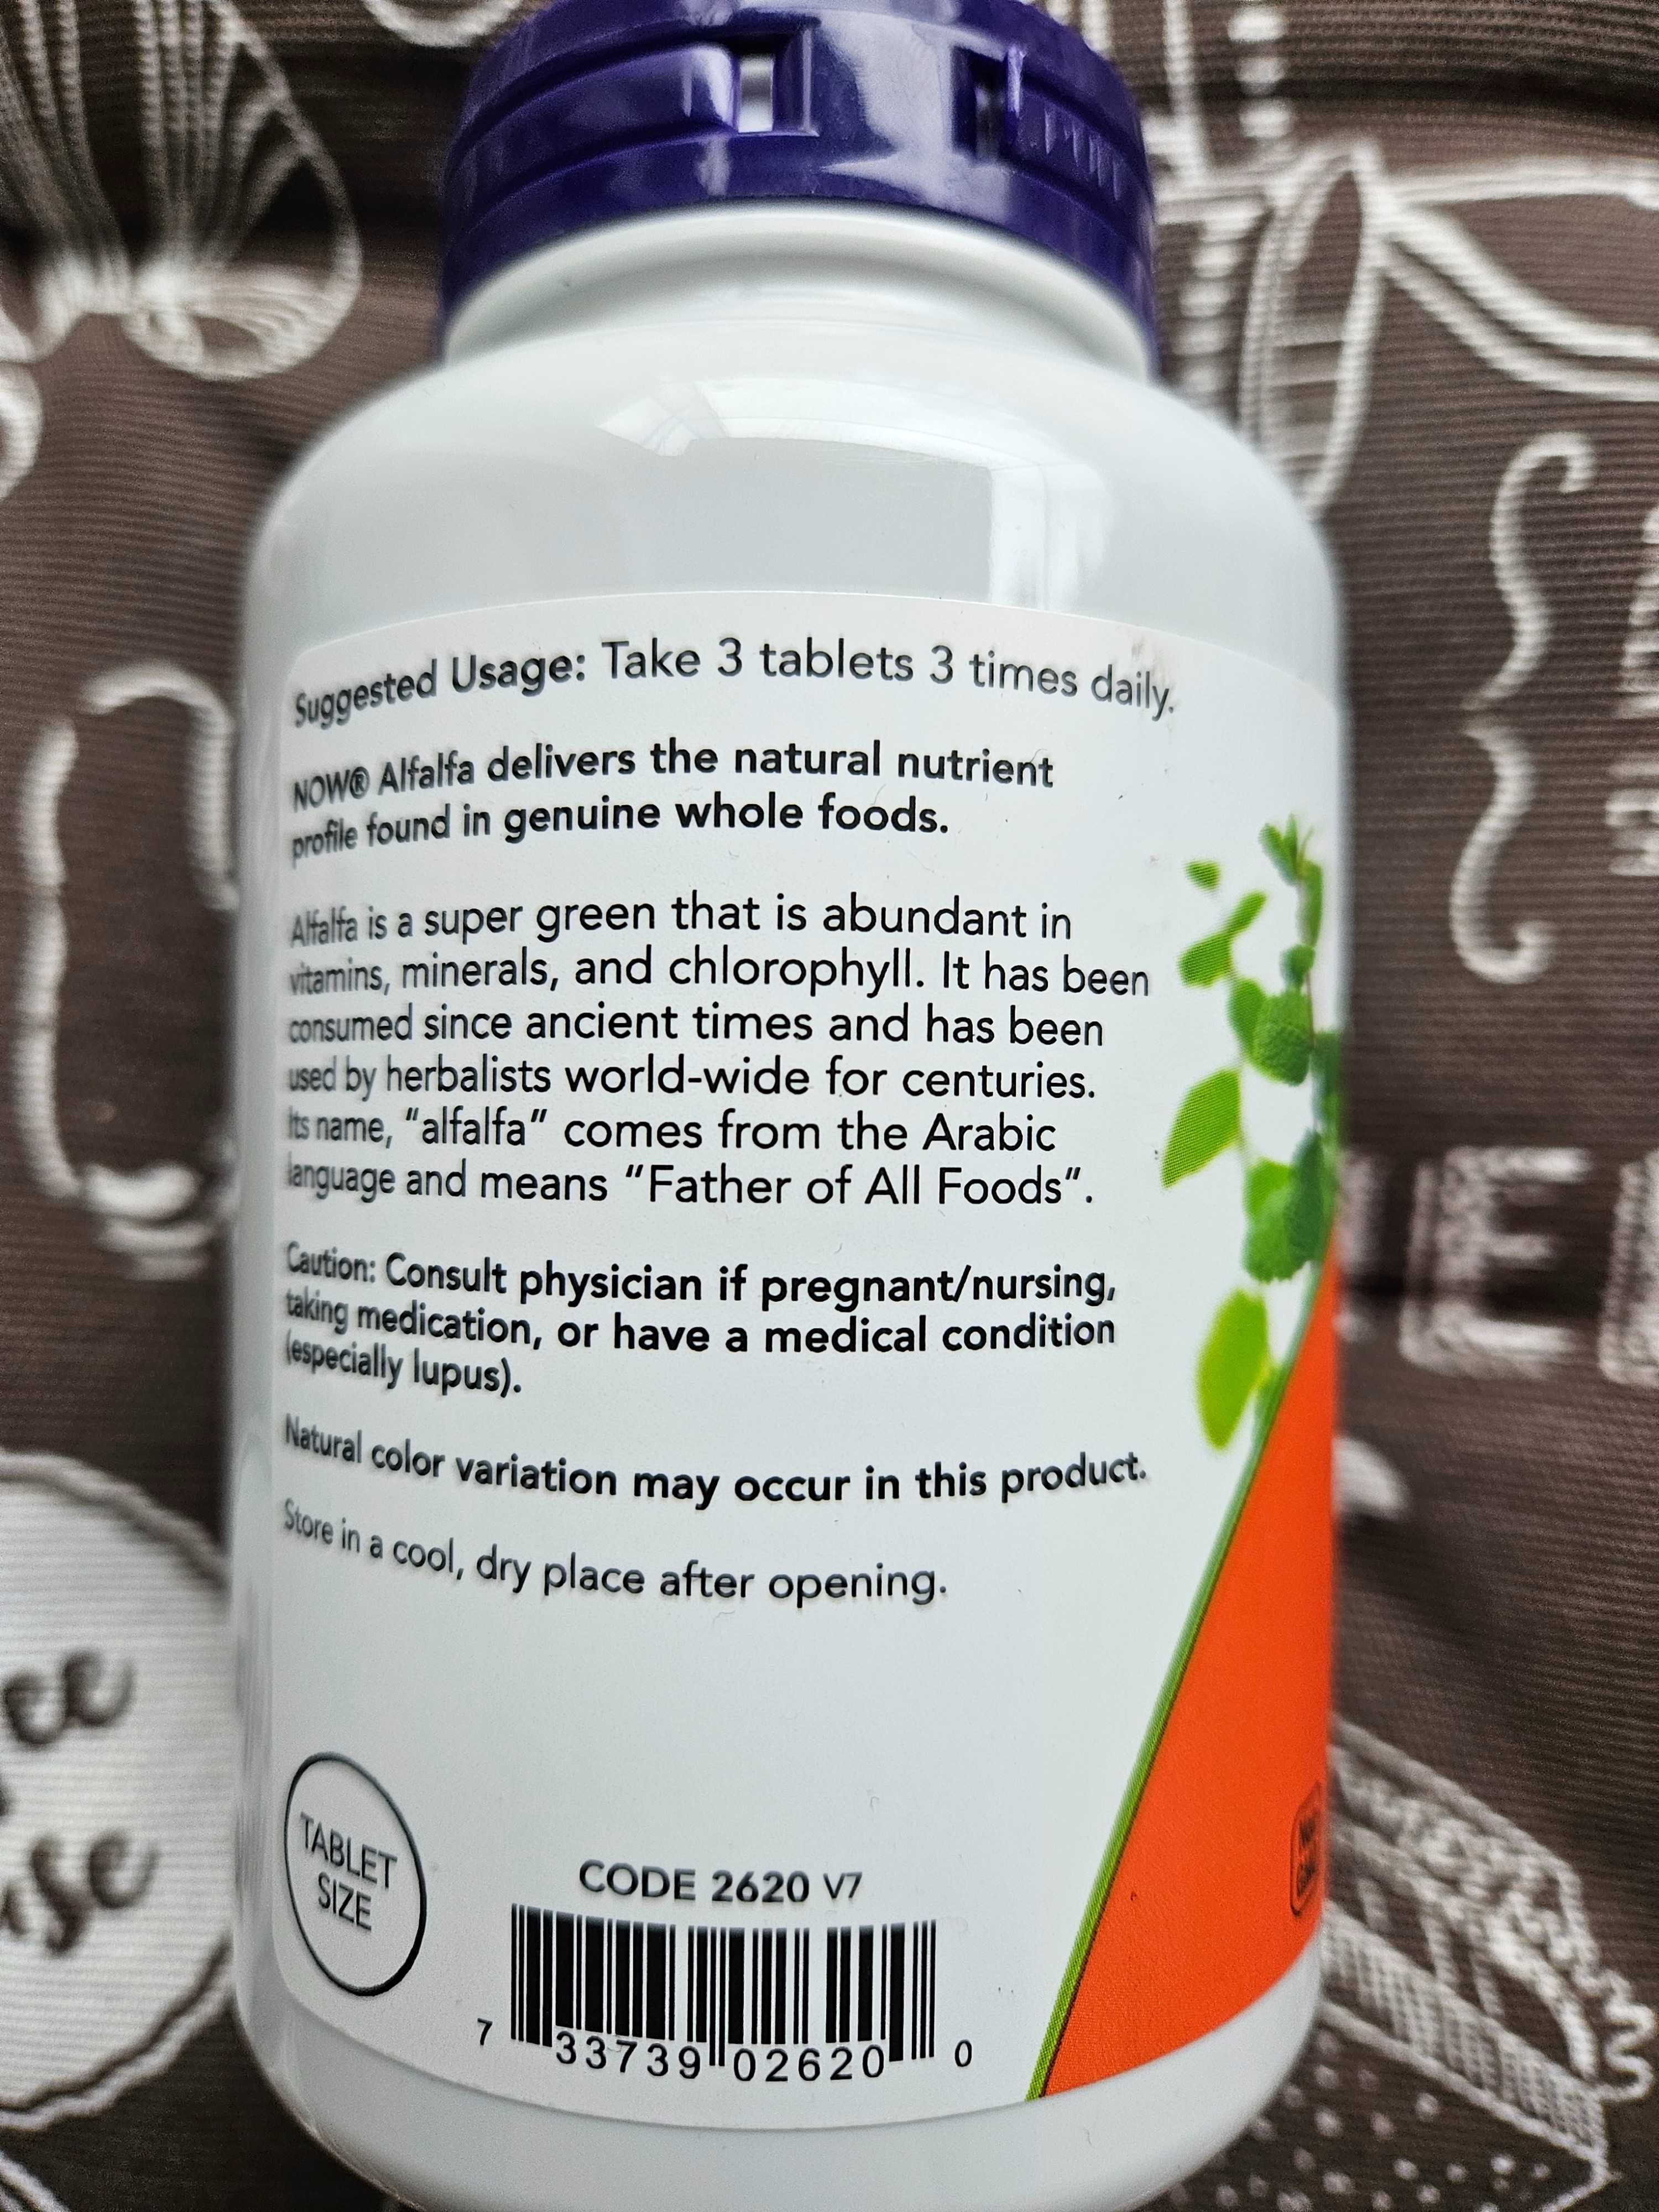 Suggested Usage: Take 3 tablets 3 times daily.
NOW® Alfalfa delivers the natural nutrient
profile found in genuine whole foods.
Alfalfa is a super green that is abundant in
vitamins, minerals, and chlorophyll. It has been
consumed since ancient times and has been
used by herbalists world-wide for centuries.
Its name, “alfalfa” comes from the Arabic
language and means “Father of All Foods“.
Caution: Consult physician if pregnant/nursing,
taking medication, or have a medical condition
(especially lupus).
Natural color variation may occur in this product.
Store in a cool, dry place after opening.
TABLET
SIZE
CODE 2620 V7
7 33739 02620 0